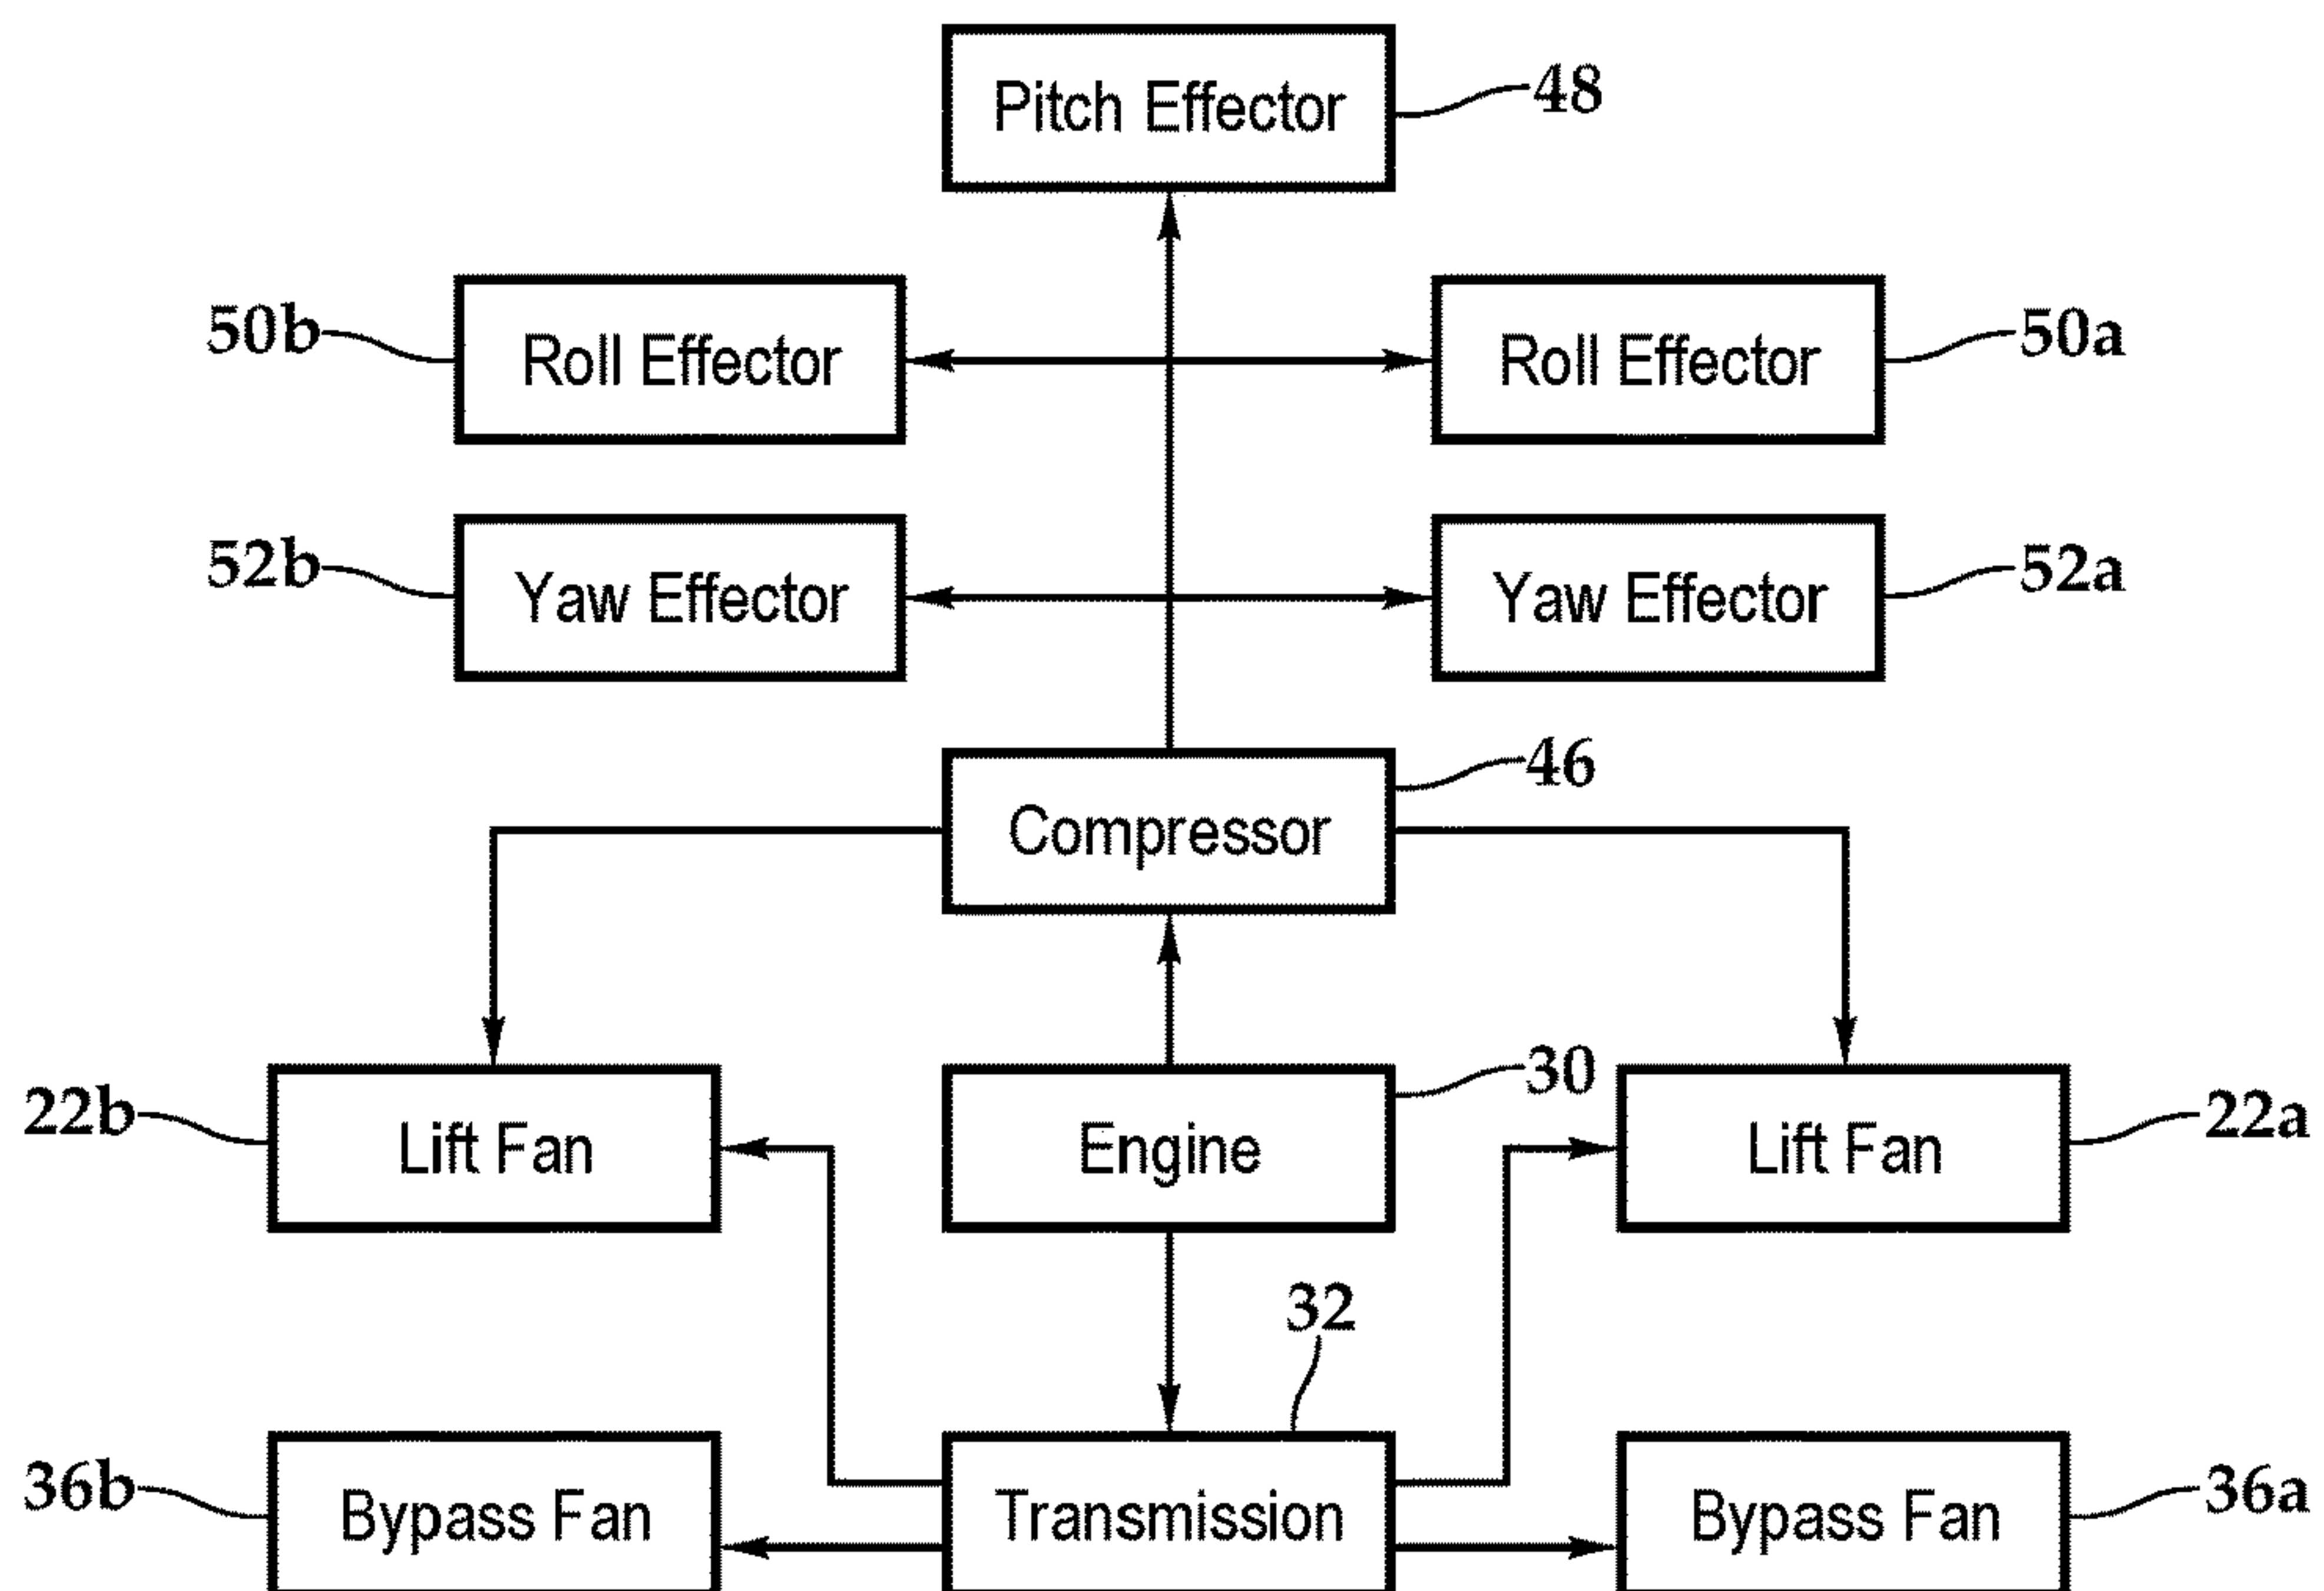 Pitch Effector
48
50b
Roll Effector
Roll Effector
50a
52b
Yaw Effector
Yaw Effector
52a
46
Compressor
30
22b
Lift Fan
Engine
Lift Fan
22a
32
36b
Bypass Fan
Transmission
Bypass Fan
36a